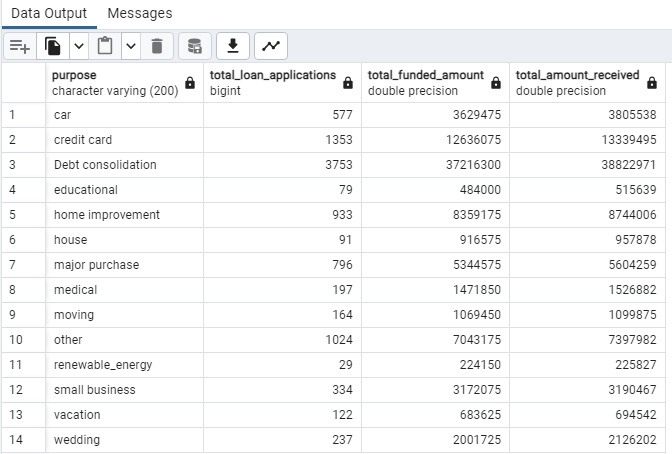 Data Output Messages
purpose total_loan_applications total_funded_amount total_amount_received
character varying (200) bigint double precision double precision
1 car 577 3629475 3805538
2 credit card 1353 12636075 13339495
3 Debt consolidation 3753 37216300 38822971
4 educational 79 484000 515639
5 home improvement 933 8359175 8744006
6 house 91 916575 957878
7 major purchase 796 5344575 5604259
8 medical 197 1471850 1526882
9 moving 164 1069450 1099875
10 other 1024 7043175 7397982
11 renewable_energy 29 224150 225827
12 small business 334 3172075 3190467
13 vacation 122 683625 694542
14 wedding 237 2001725 2126202